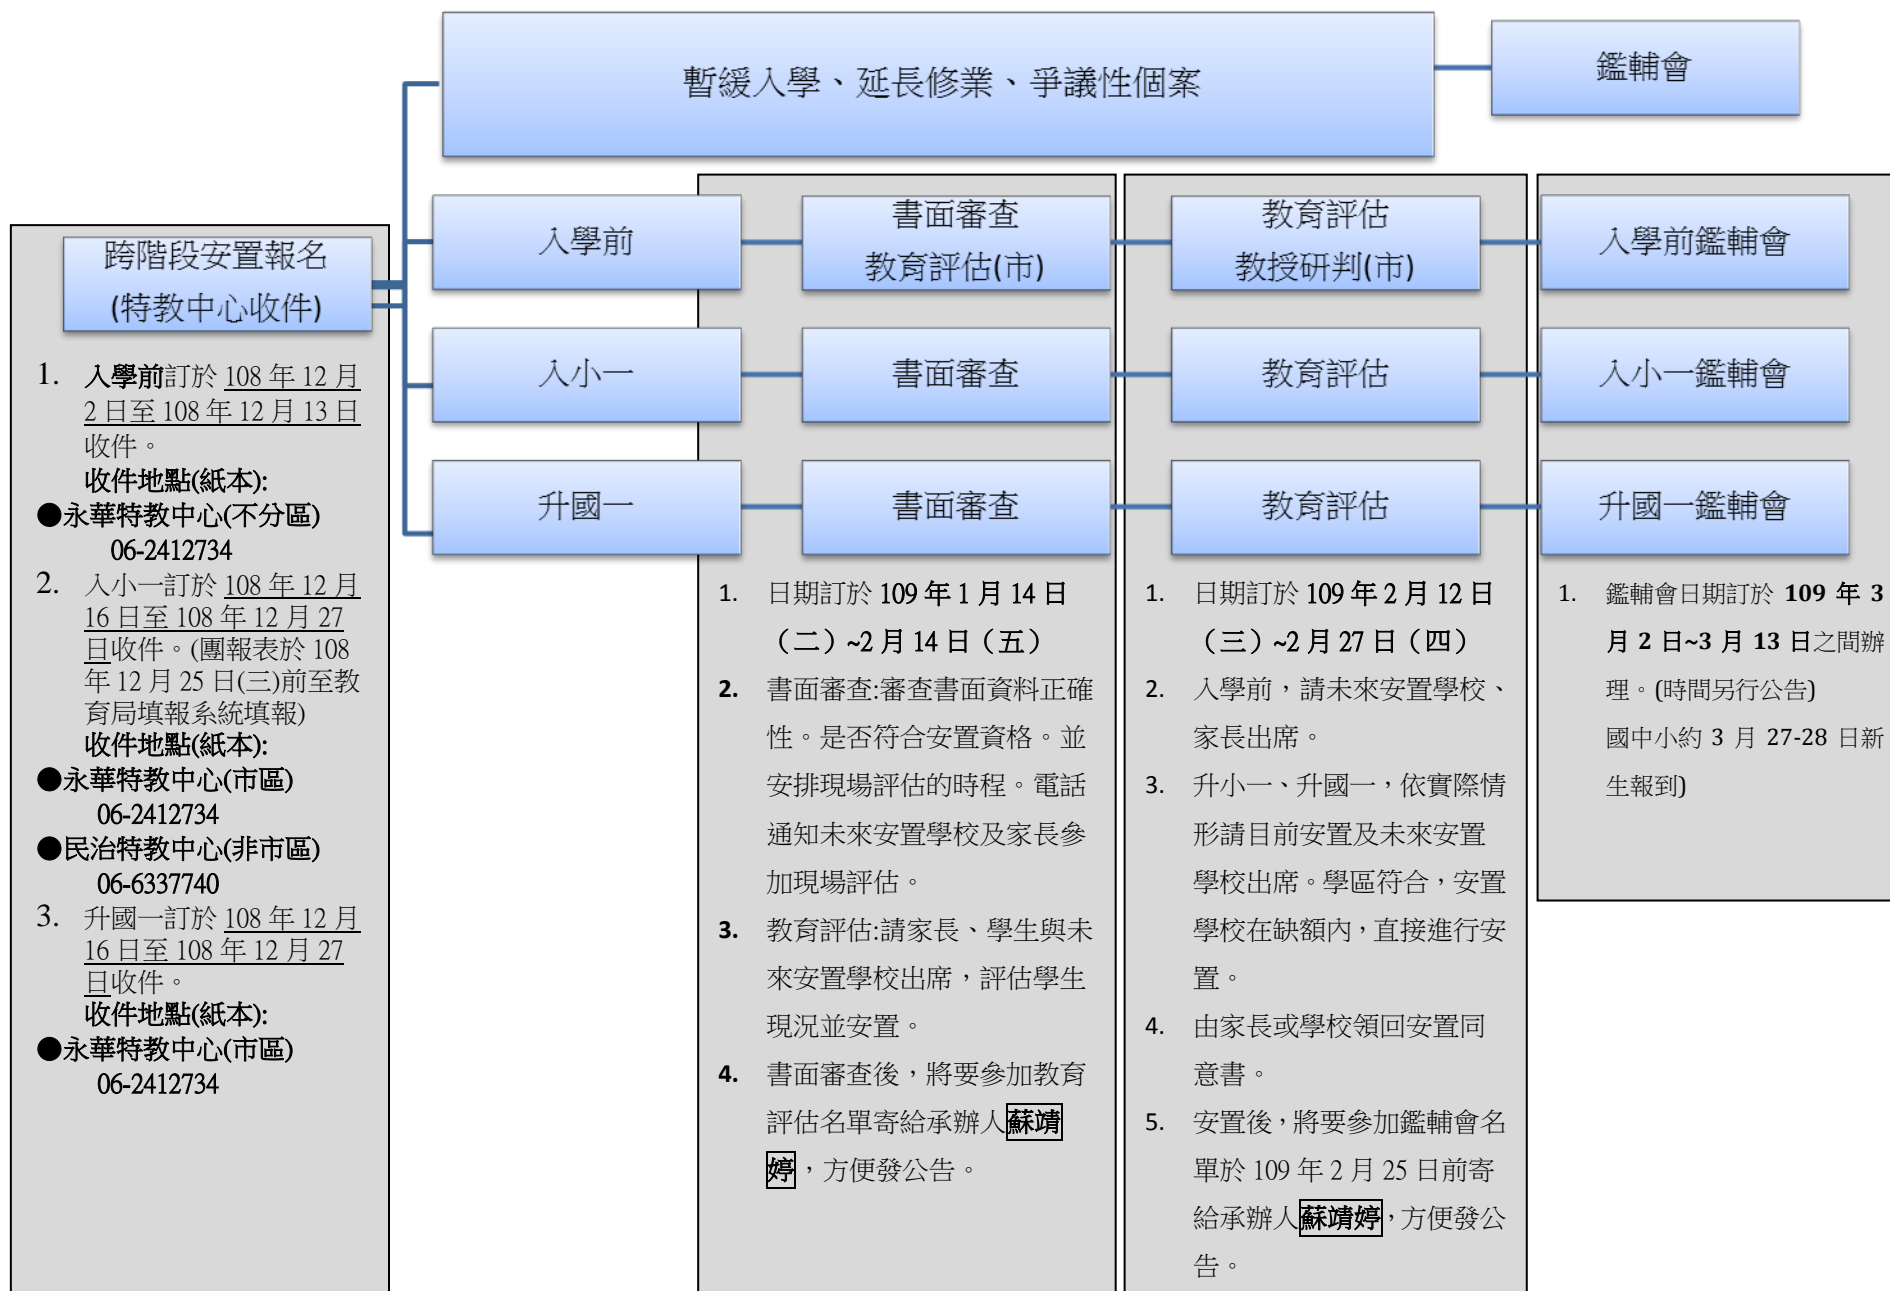 暫緩入學、延長修業、爭議性個案
鑑輔會
跨階段安置報名
(特教中心收件)
入學前
書面審查
教育評估(市)
教育評估
教授研判(市)
入學前鑑輔會
入小一
書面審查
教育評估
入小一鑑輔會
升國一
書面審查
教育評估
升國一鑑輔會
1. 入學前訂於 108 年 12 月
2 日至 108 年 12 月 13 日
收件。
收件地點(紙本):
●永華特教中心(不分區)
06-2412734
2. 入小一訂於 108 年 12 月
16 日至 108 年 12 月 27
日收件。(團報表於 108
年 12 月 25 日(三)前至教
育局填報系統填報)
收件地點(紙本):
●永華特教中心(市區)
06-2412734
●民治特教中心(非市區)
06-6337740
3. 升國一訂於 108 年 12 月
16 日至 108 年 12 月 27
日收件。
收件地點(紙本):
●永華特教中心(市區)
06-2412734
1. 日期訂於 109 年 1 月 14 日
（二）~2 月 14 日（五）
2. 書面審查:審查書面資料正確
性。是否符合安置資格。並
安排現場評估的時程。電話
通知未來安置學校及家長參
加現場評估。
3. 教育評估:請家長、學生與未
來安置學校出席，評估學生
現況並安置。
4. 書面審查後，將要參加教育
評估名單寄給承辦人蘇靖
婷，方便發公告。
1. 日期訂於 109 年 2 月 12 日
（三）~2 月 27 日（四）
2. 入學前，請未來安置學校、
家長出席。
3. 升小一、升國一，依實際情
形請目前安置及未來安置
學校出席。學區符合，安置
學校在缺額內，直接進行安
置。
4. 由家長或學校領回安置同
意書。
5. 安置後，將要參加鑑輔會名
單於 109 年 2 月 25 日前寄
給承辦人蘇靖婷，方便發公
告。
1. 鑑輔會日期訂於 109 年 3
月 2 日~3 月 13 日之間辦
理。(時間另行公告)
國中小約 3 月 27-28 日新
生報到)